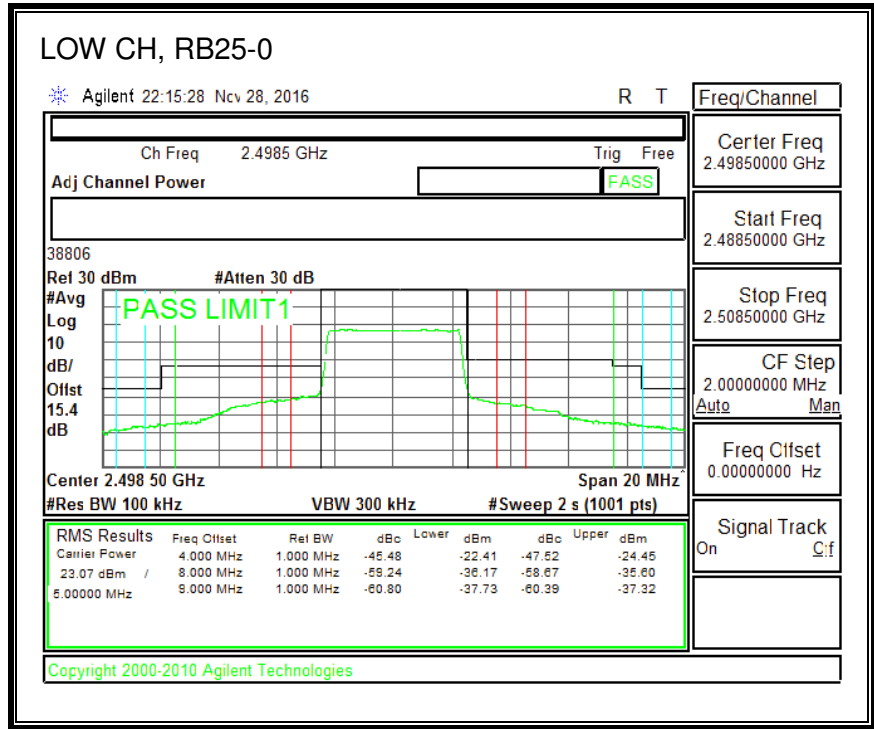 LOW CH, RB25-0
Agilent 22:15:28 Nov 28, 2016 R T
Freq/Channel
Ch Freq 2.4985 GHz Trig Free
Adj Channel Power PASS
Center Freq
2.49850000 GHz
Start Freq
2.48850000 GHz
38806
Ref 30 dBm #Atten 30 dB
#Avg
Log
10
dB/
Offst
15.4
dB
PASS LIMIT1
Stop Freq
2.50850000 GHz
CF Step
2.00000000 MHz
Auto Man
Freq Offset
0.00000000 Hz
Center 2.498 50 GHz Span 20 MHz^
#Res BW 100 kHz VBW 300 kHz #Sweep 2 s (1001 pts)
Signal Track
On Off
RMS Results Freq Offset Ref BW dBc Lower dBm dBc Upper dBm
Carrier Power 4.000 MHz 1.000 MHz -45.48 -22.41 -47.52 -24.45
23.07 dBm / 8.000 MHz 1.000 MHz -59.24 -36.17 -58.67 -35.60
5.00000 MHz 9.000 MHz 1.000 MHz -60.80 -37.73 -60.39 -37.32
Copyright 2000-2010 Agilent Technologies